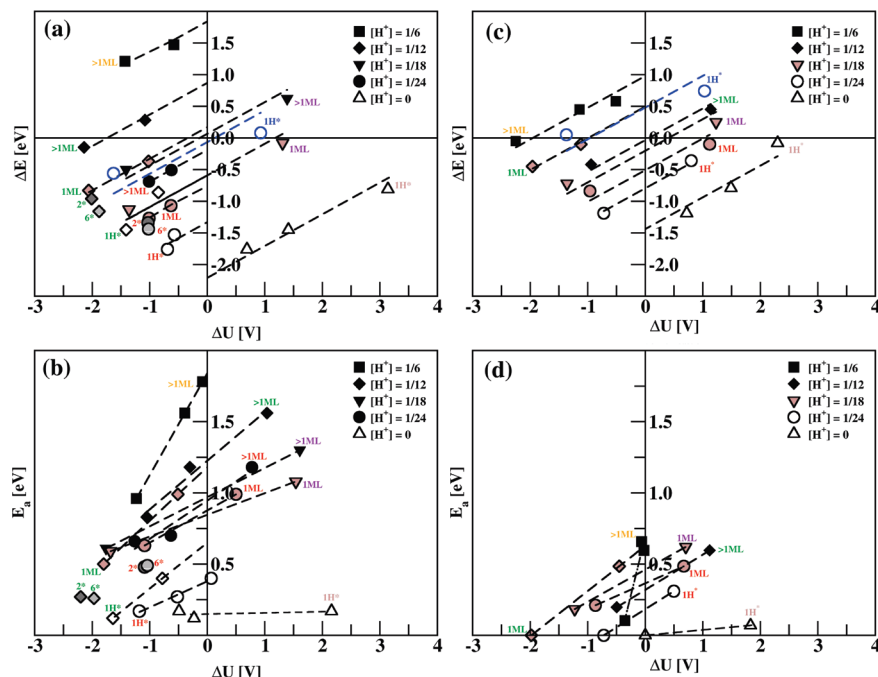 (a)
[H⁺] = 1/6
[H⁺] = 1/12
[H⁺] = 1/18
[H⁺] = 1/24
[H⁺] = 0
>1ML
>1ML
>1ML
1H*
1ML
1ML
>1ML
2*
6*
1ML
2*
6*
1H*
1H*
1H*
1.5
1.0
0.5
0.0
-0.5
-1.0
-1.5
-2.0
ΔE [eV]
-3 -2 -1 0 1 2 3 4
ΔU [V]
(c)
[H⁺] = 1/6
[H⁺] = 1/12
[H⁺] = 1/18
[H⁺] = 1/24
[H⁺] = 0
1H*
>1ML
>1ML
1ML
1ML
1ML
1H*
1H*
1.5
1.0
0.5
0.0
-0.5
-1.0
-1.5
-2.0
-3 -2 -1 0 1 2 3 4
ΔU [V]
(b)
[H⁺] = 1/6
[H⁺] = 1/12
[H⁺] = 1/18
[H⁺] = 1/24
[H⁺] = 0
>1ML
>1ML
>1ML
>1ML
1ML
1ML
1ML
2*
6*
2*
6*
1H*
1H*
1H*
1.5
1.0
0.5
Eₐ [eV]
-3 -2 -1 0 1 2 3 4
ΔU [V]
(d)
[H⁺] = 1/6
[H⁺] = 1/12
[H⁺] = 1/18
[H⁺] = 1/24
[H⁺] = 0
>1ML
1ML
>1ML
1ML
1H*
1ML
1H*
1.5
1.0
0.5
Eₐ [eV]
-3 -2 -1 0 1 2 3 4
ΔU [V]